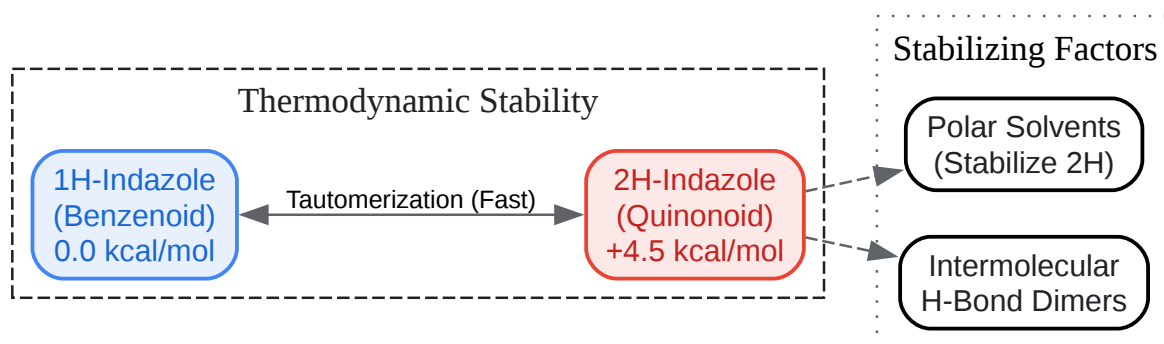 Stabilizing Factors
Thermodynamic Stability
1H-Indazole
(Benzenoid)
0.0 kcal/mol
Tautomerization (Fast)
2H-Indazole
(Quinonoid)
+4.5 kcal/mol
Polar Solvents
(Stabilize 2H)
Intermolecular
H-Bond Dimers